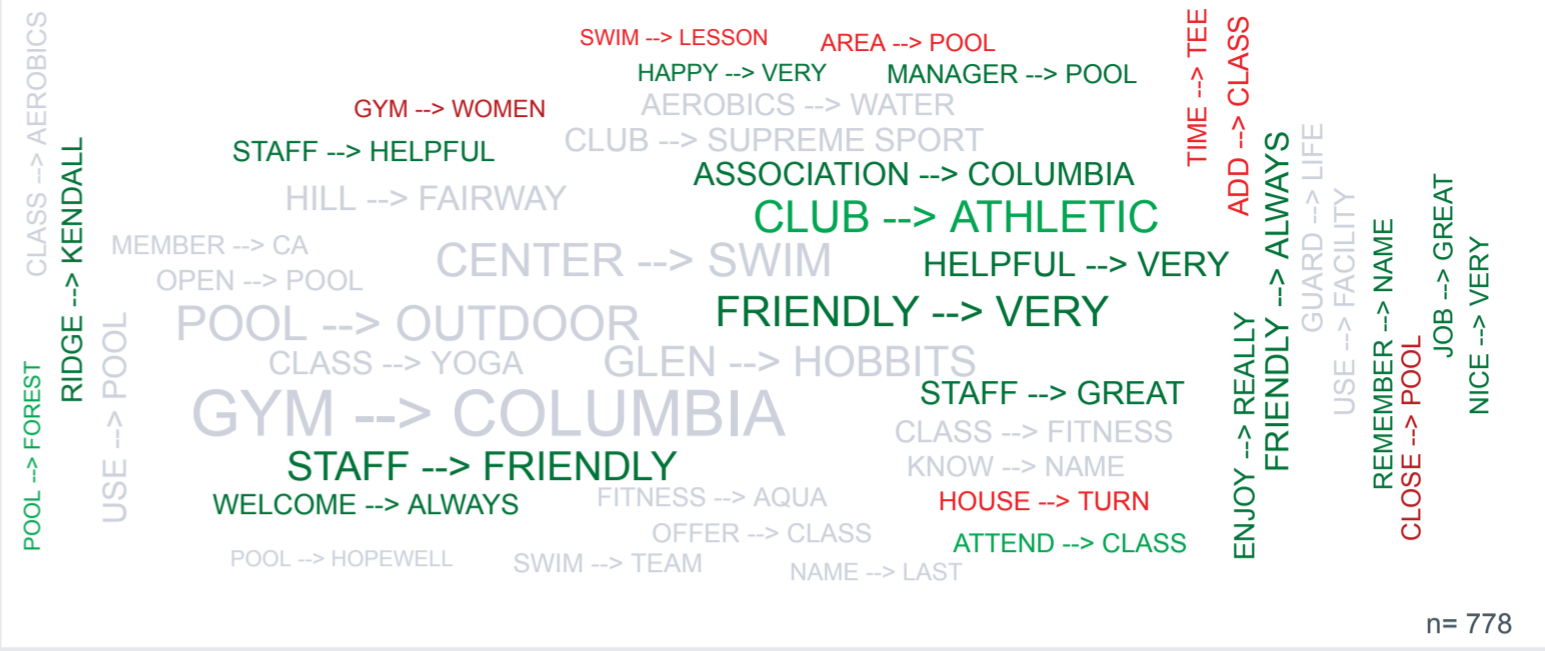 CLASS --> AEROBICS
RIDGE --> KENDALL
POOL --> FOREST
USE --> POOL
SWIM --> LESSON
AREA --> POOL
HAPPY --> VERY
MANAGER --> POOL
GYM --> WOMEN
AEROBICS --> WATER
STAFF --> HELPFUL
CLUB --> SUPREME SPORT
ASSOCIATION --> COLUMBIA
HILL --> FAIRWAY
CLUB --> ATHLETIC
MEMBER --> CA
CENTER --> SWIM
HELPFUL --> VERY
OPEN --> POOL
POOL --> OUTDOOR
FRIENDLY --> VERY
CLASS --> YOGA
GLEN --> HOBBITS
STAFF --> GREAT
GYM --> COLUMBIA
CLASS --> FITNESS
STAFF --> FRIENDLY
KNOW --> NAME
WELCOME --> ALWAYS
FITNESS --> AQUA
HOUSE --> TURN
OFFER --> CLASS
ATTEND --> CLASS
POOL --> HOPEWELL
SWIM --> TEAM
NAME --> LAST
TIME --> TEE
ADD --> CLASS
ENJOY --> REALLY
FRIENDLY --> ALWAYS
GUARD --> LIFE
USE --> FACILITY
REMEMBER --> NAME
CLOSE --> POOL
JOB --> GREAT
NICE --> VERY
n= 778